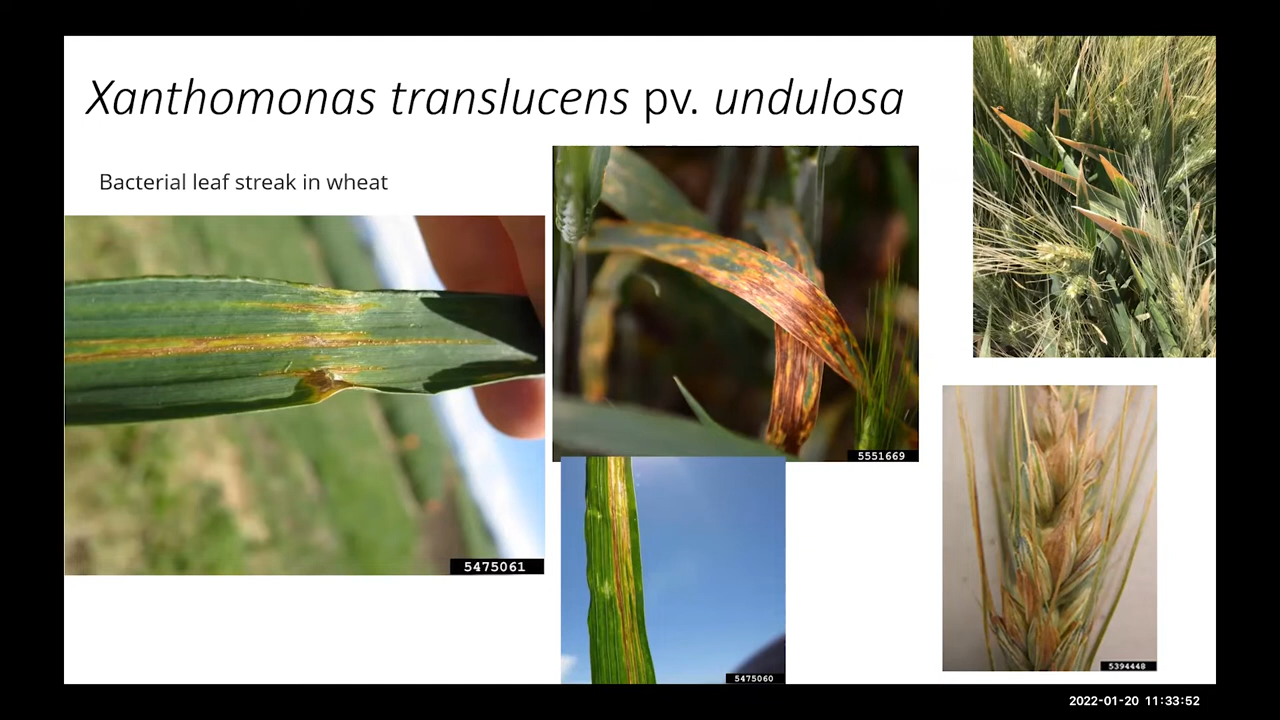 Xanthomonas translucens pv. undulosa
Bacterial leaf streak in wheat
5551669
5475061
5475060
5394448
2022-01-20 11:33:52